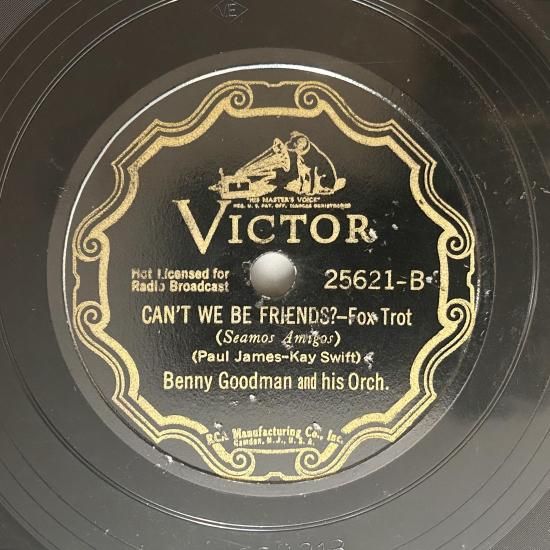 VE
"HIS MASTER'S VOICE"
REG. U. S. PAT. OFF. MARCAS REGISTRADAS
VICTOR
Not Licensed for
Radio Broadcast
25621-B
CAN'T WE BE FRIENDS?—Fox Trot
(Seamos Amigos)
(Paul James-Kay Swift)
Benny Goodman and his Orch.
RCA Manufacturing Co., Inc.
Camden, N. J., U. S. A.